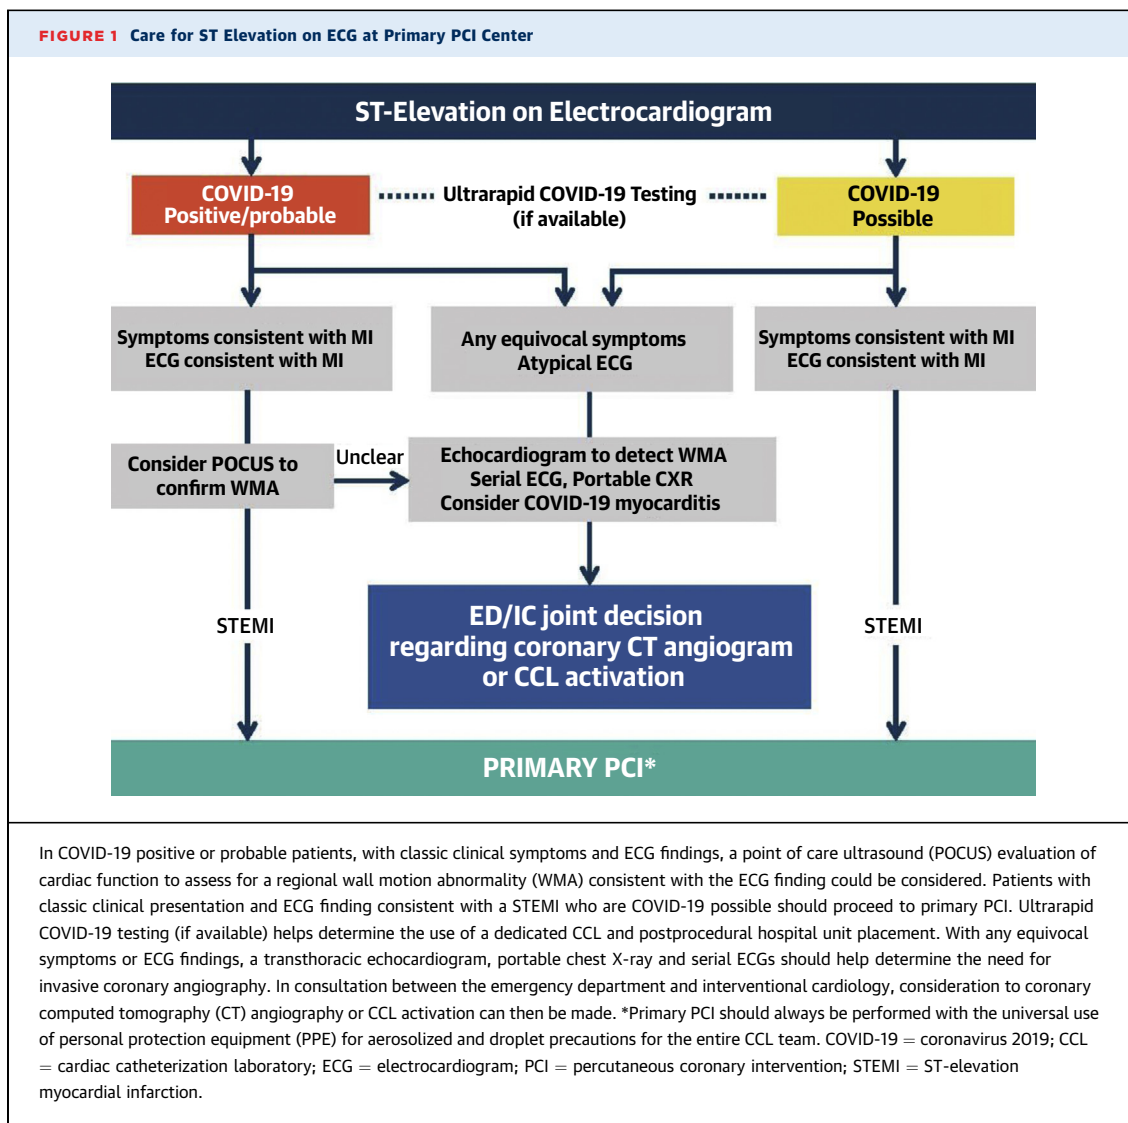 FIGURE 1 Care for ST Elevation on ECG at Primary PCI Center
ST-Elevation on Electrocardiogram
COVID-19
Positive/probable
Ultrarapid COVID-19 Testing
(if available)
COVID-19
Possible
Symptoms consistent with MI
ECG consistent with MI
Any equivocal symptoms
Atypical ECG
Symptoms consistent with MI
ECG consistent with MI
Consider POCUS to
confirm WMA
Unclear
Echocardiogram to detect WMA
Serial ECG, Portable CXR
Consider COVID-19 myocarditis
STEMI
ED/IC joint decision
regarding coronary CT angiogram
or CCL activation
STEMI
PRIMARY PCI*
In COVID-19 positive or probable patients, with classic clinical symptoms and ECG findings, a point of care ultrasound (POCUS) evaluation of
cardiac function to assess for a regional wall motion abnormality (WMA) consistent with the ECG finding could be considered. Patients with
classic clinical presentation and ECG finding consistent with a STEMI who are COVID-19 possible should proceed to primary PCI. Ultrarapid
COVID-19 testing (if available) helps determine the use of a dedicated CCL and postprocedural hospital unit placement. With any equivocal
symptoms or ECG findings, a transthoracic echocardiogram, portable chest X-ray and serial ECGs should help determine the need for
invasive coronary angiography. In consultation between the emergency department and interventional cardiology, consideration to coronary
computed tomography (CT) angiography or CCL activation can then be made. *Primary PCI should always be performed with the universal use
of personal protection equipment (PPE) for aerosolized and droplet precautions for the entire CCL team. COVID-19 = coronavirus 2019; CCL
= cardiac catheterization laboratory; ECG = electrocardiogram; PCI = percutaneous coronary intervention; STEMI = ST-elevation
myocardial infarction.